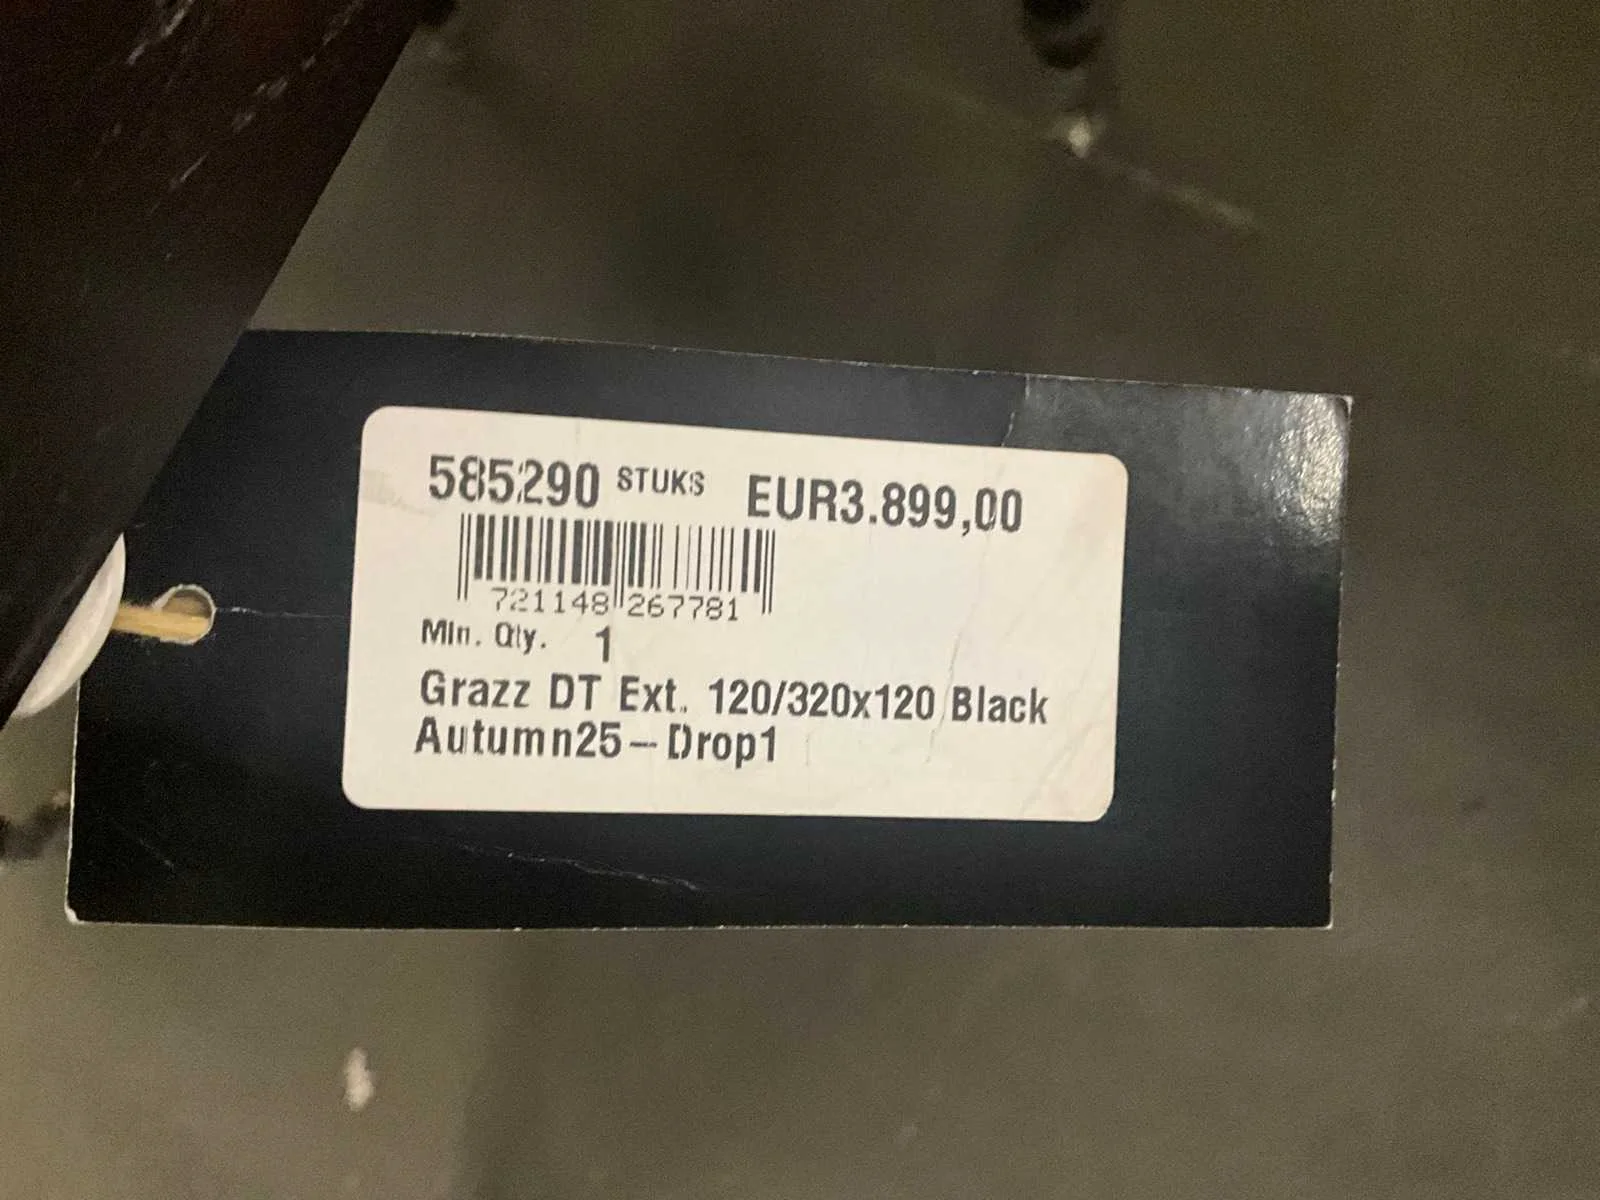 585290 STUKS EUR3.899,00
721148 267781
Min. Qty. 1
Grazz DT Ext. 120/320x120 Black
Autumn25-Drop1